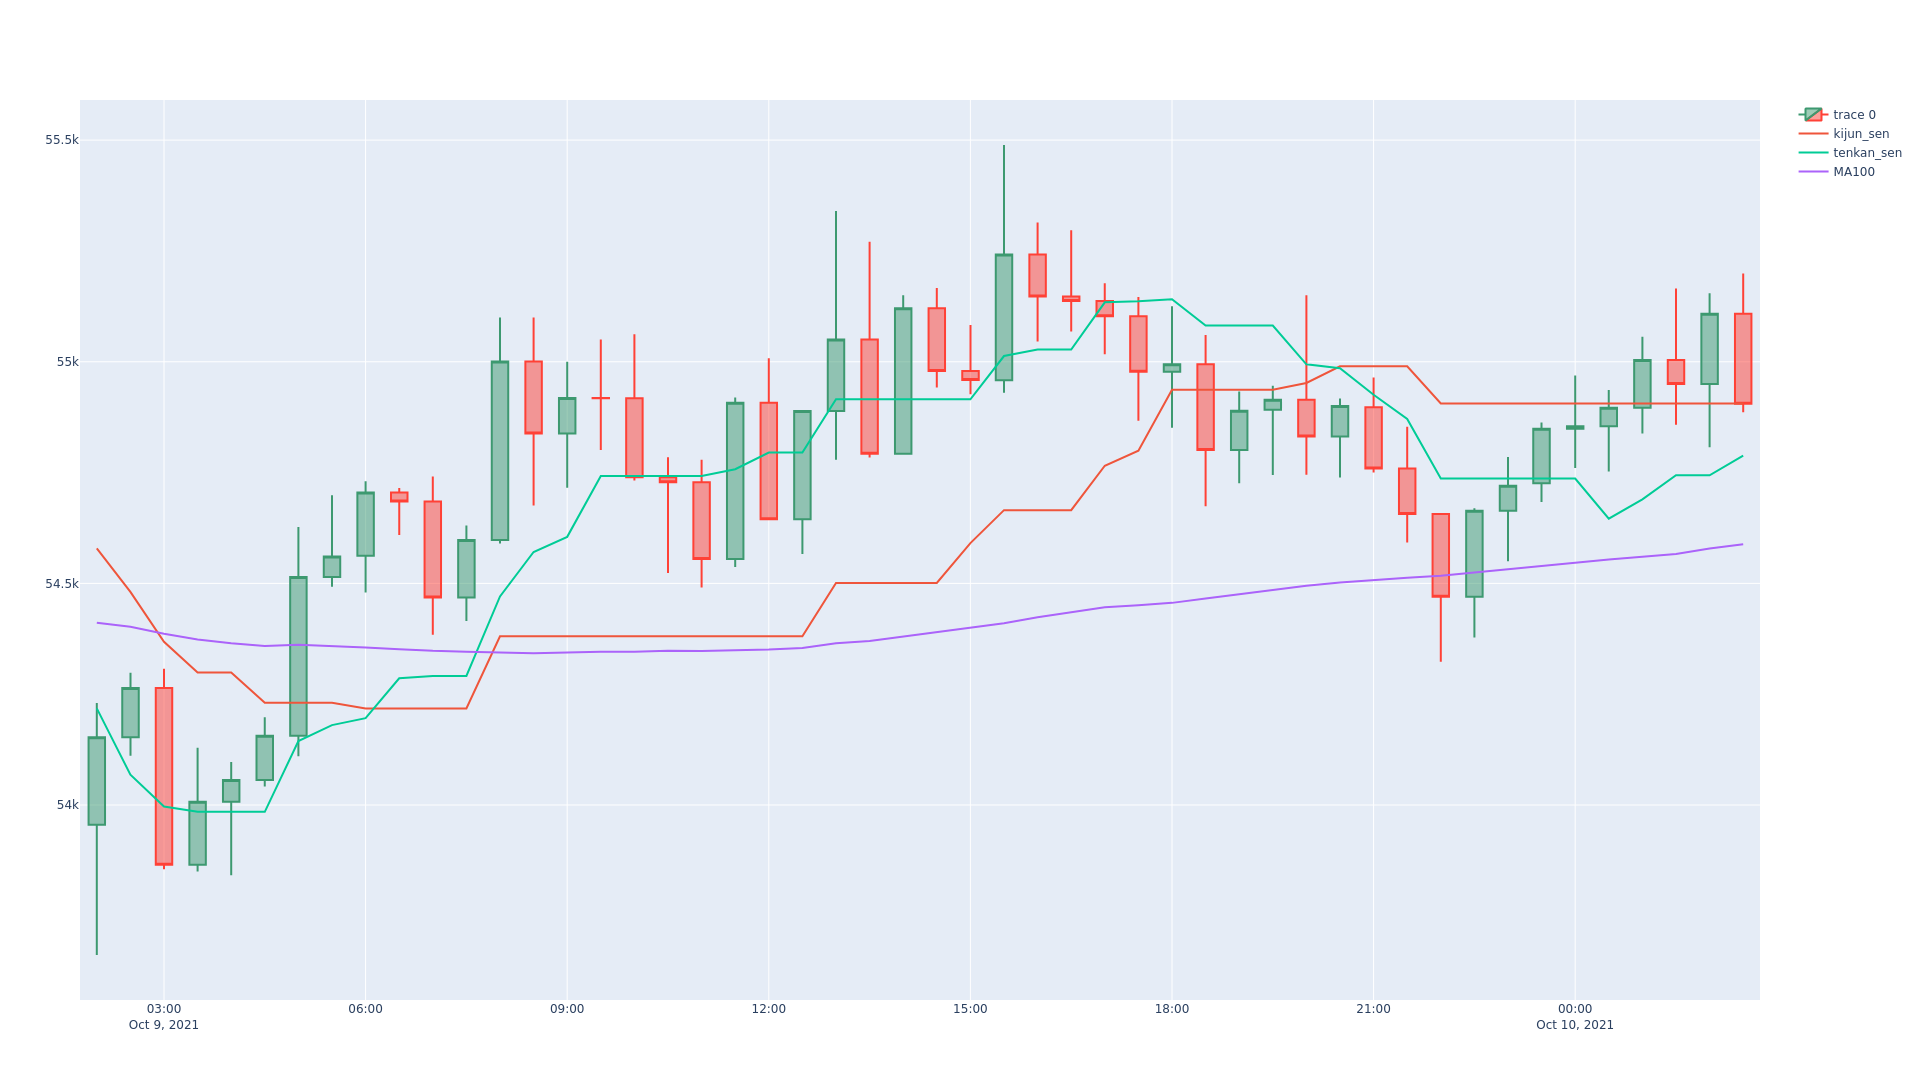 55.5k
55k
54.5k
54k
03:00
Oct 9, 2021
06:00
09:00
12:00
15:00
18:00
21:00
00:00
Oct 10, 2021
trace 0
kijun_sen
tenkan_sen
MA100